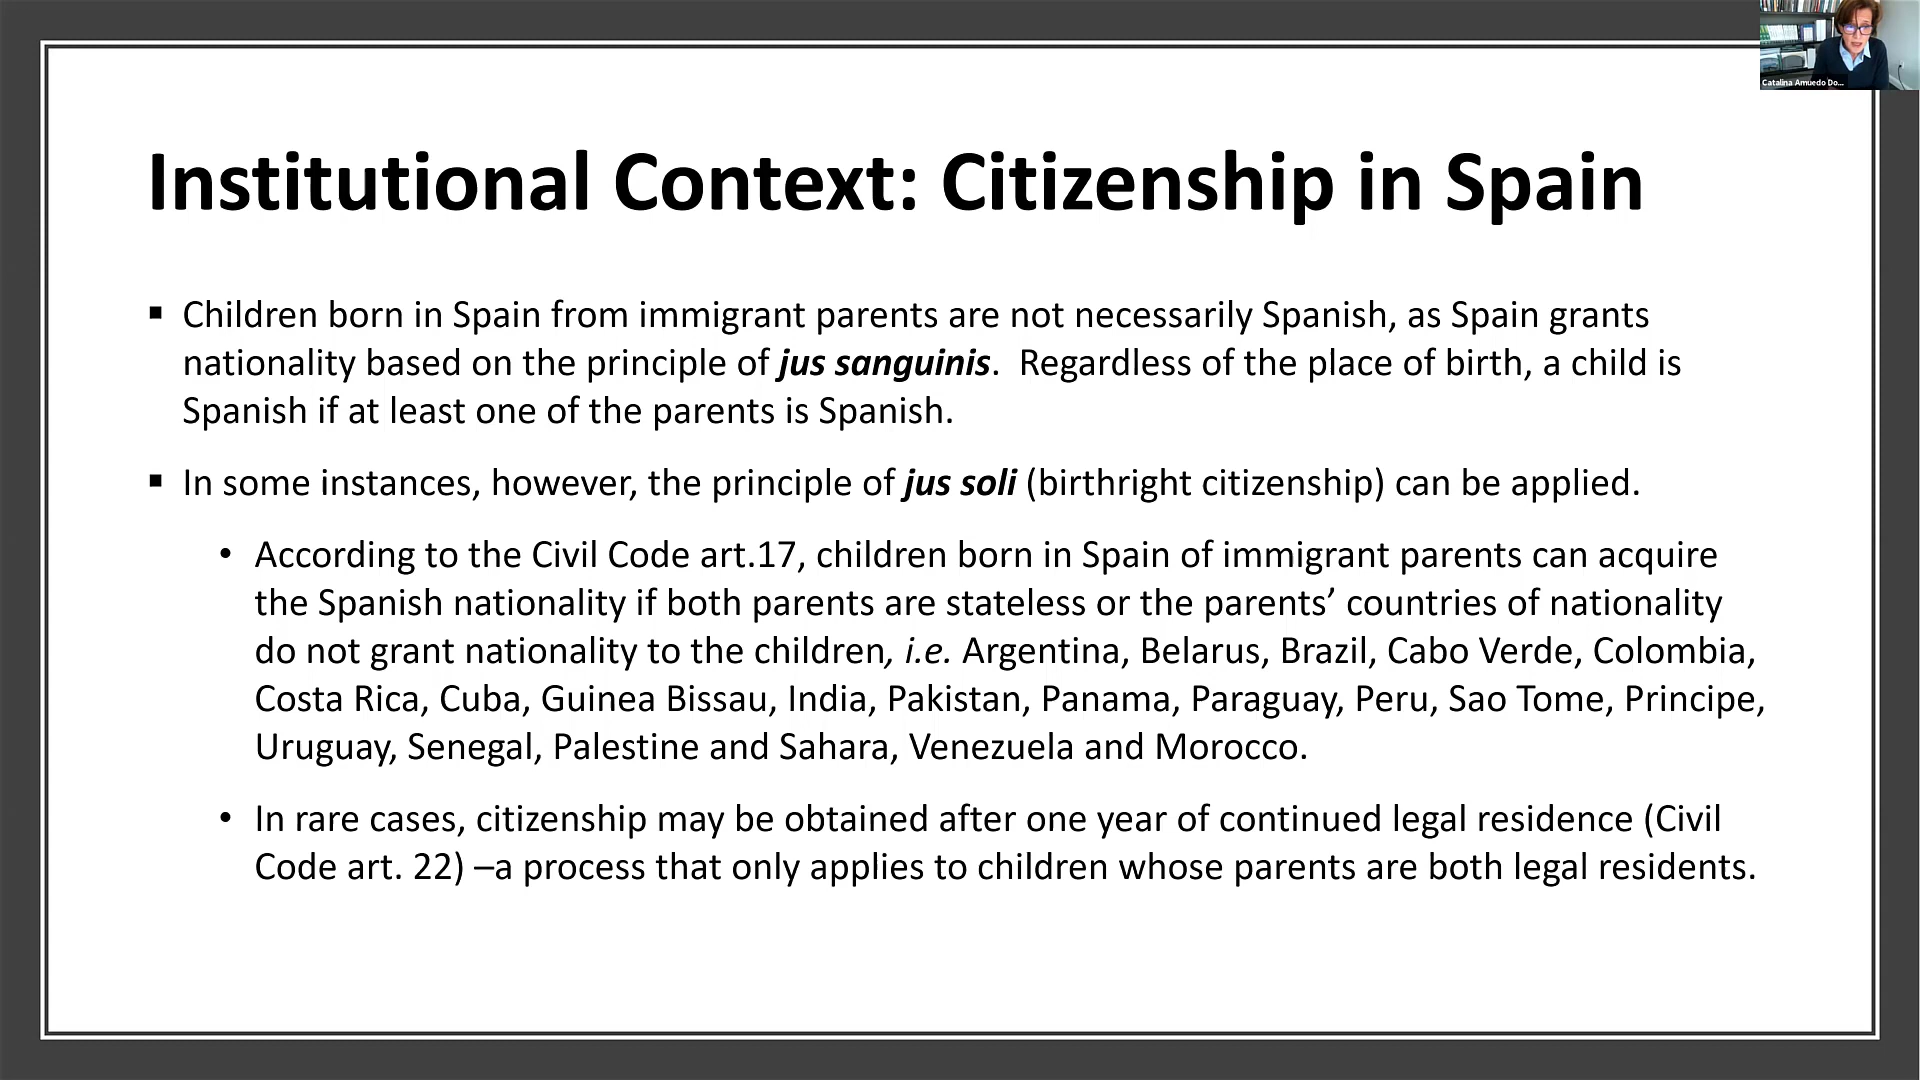 Catalina Amuedo Do...
Institutional Context: Citizenship in Spain
▪ Children born in Spain from immigrant parents are not necessarily Spanish, as Spain grants
nationality based on the principle of jus sanguinis.  Regardless of the place of birth, a child is
Spanish if at least one of the parents is Spanish.
▪ In some instances, however, the principle of jus soli (birthright citizenship) can be applied.
• According to the Civil Code art.17, children born in Spain of immigrant parents can acquire
the Spanish nationality if both parents are stateless or the parents’ countries of nationality
do not grant nationality to the children, i.e. Argentina, Belarus, Brazil, Cabo Verde, Colombia,
Costa Rica, Cuba, Guinea Bissau, India, Pakistan, Panama, Paraguay, Peru, Sao Tome, Principe,
Uruguay, Senegal, Palestine and Sahara, Venezuela and Morocco.
• In rare cases, citizenship may be obtained after one year of continued legal residence (Civil
Code art. 22) –a process that only applies to children whose parents are both legal residents.